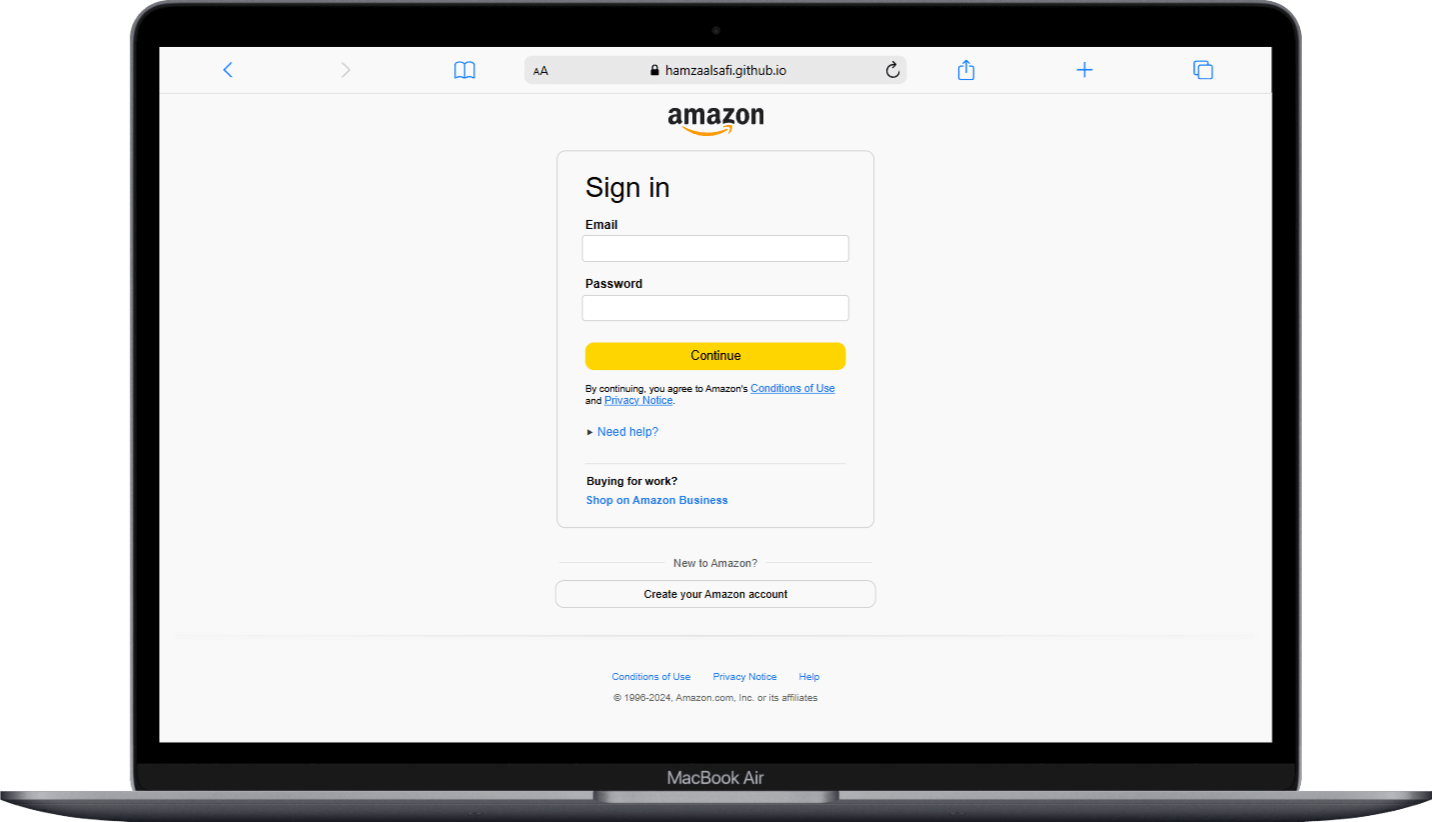 AA hamzaalsafi.github.io
amazon
Sign in
Email
Password
Continue
By continuing, you agree to Amazon's Conditions of Use
and Privacy Notice.
Need help?
Buying for work?
Shop on Amazon Business
New to Amazon?
Create your Amazon account
Conditions of Use Privacy Notice Help
© 1996-2024, Amazon.com, Inc. or its affiliates
MacBook Air